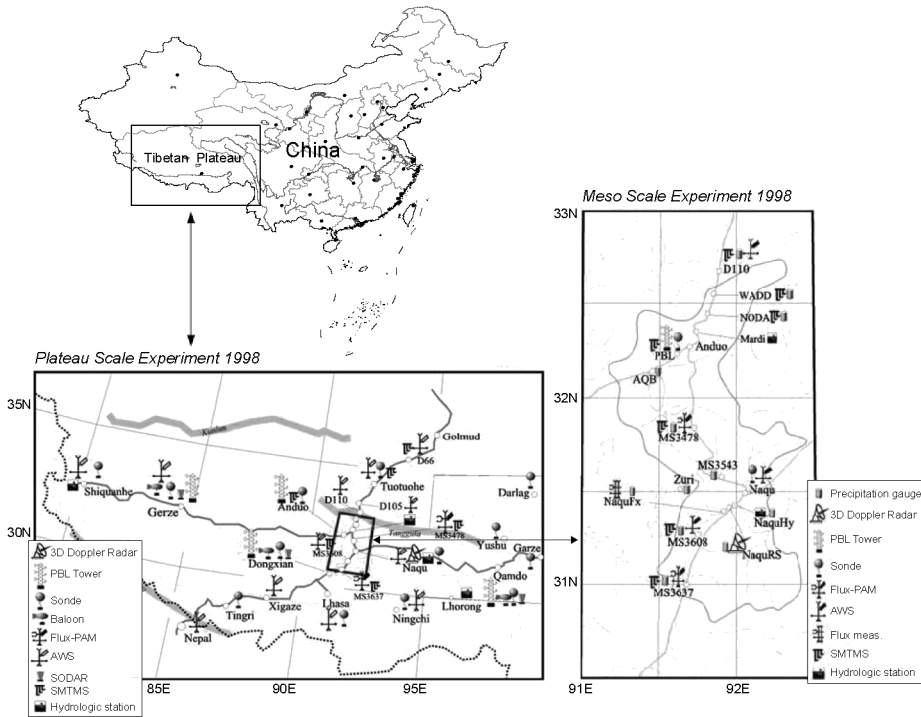 Tibetan Plateau
China
Meso Scale Experiment 1998
33N
32N
31N
91E
92E
D110
WADD
NODA
Mardi
Anduo
PBL
AQB
MS3478
MS3543
Zuri
Naqu
NaquFx
NaquHy
MS3608
NaquRS
MS3637
Precipitation gauge
3D Doppler Radar
PBL Tower
Sonde
Flux-PAM
AWS
Flux meas.
SMTMS
Hydrologic station
Plateau Scale Experiment 1998
35N
30N
85E
90E
95E
Kunlun
Golmud
D66
Tuotuohe
Shiquanhe
Gerze
Anduo
D110
D105
Darlag
Tanggula
MS3478
Yushu
Garze
MS3608
Dongxian
Naqu
Qamdo
MS3637
Xigaze
Lhasa
Tingri
Lhorong
Ningchi
Nepal
3D Doppler Radar
PBL Tower
Sonde
Baloon
Flux-PAM
AWS
SODAR
SMTMS
Hydrologic station